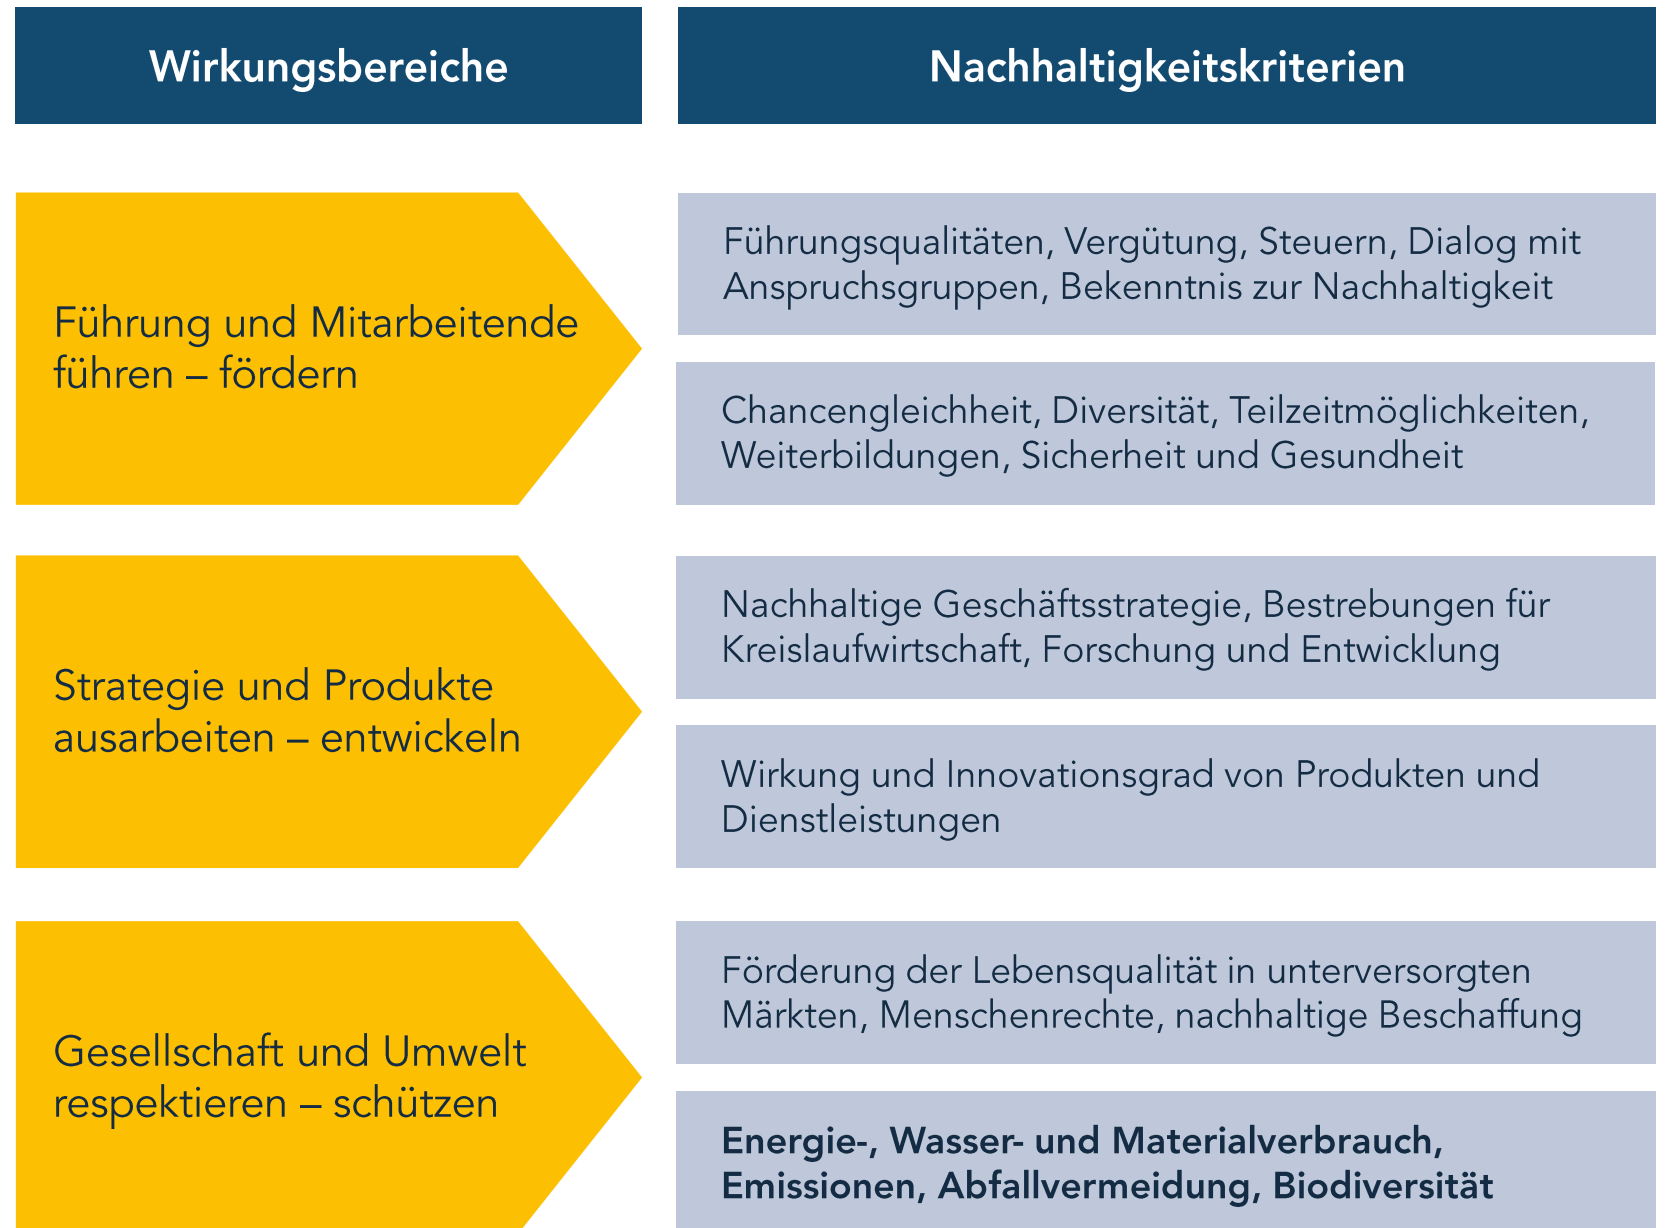 Wirkungsbereiche
Nachhaltigkeitskriterien
Führung und Mitarbeitende
führen – fördern
Führungsqualitäten, Vergütung, Steuern, Dialog mit
Anspruchsgruppen, Bekenntnis zur Nachhaltigkeit
Chancengleichheit, Diversität, Teilzeitmöglichkeiten,
Weiterbildungen, Sicherheit und Gesundheit
Strategie und Produkte
ausarbeiten – entwickeln
Nachhaltige Geschäftsstrategie, Bestrebungen für
Kreislaufwirtschaft, Forschung und Entwicklung
Wirkung und Innovationsgrad von Produkten und
Dienstleistungen
Gesellschaft und Umwelt
respektieren – schützen
Förderung der Lebensqualität in unterversorgten
Märkten, Menschenrechte, nachhaltige Beschaffung
Energie-, Wasser- und Materialverbrauch,
Emissionen, Abfallvermeidung, Biodiversität